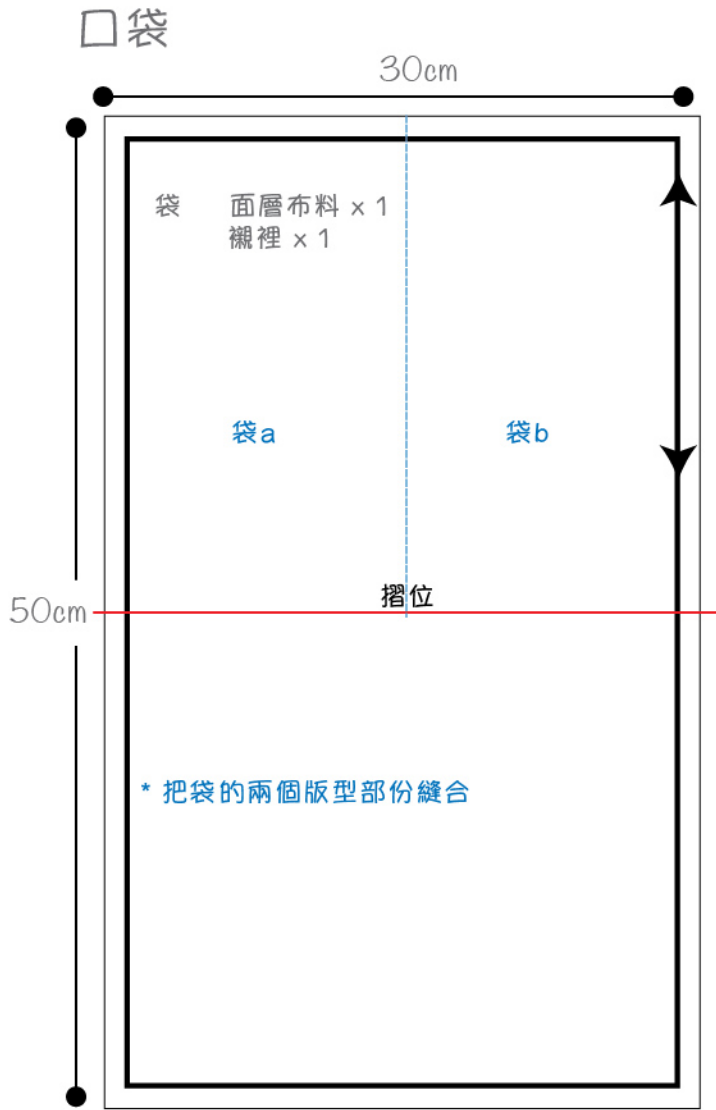 口袋
30cm
袋 面層布料 x 1
襯裡 x 1
袋a 袋b
摺位
50cm
* 把袋的兩個版型部份縫合